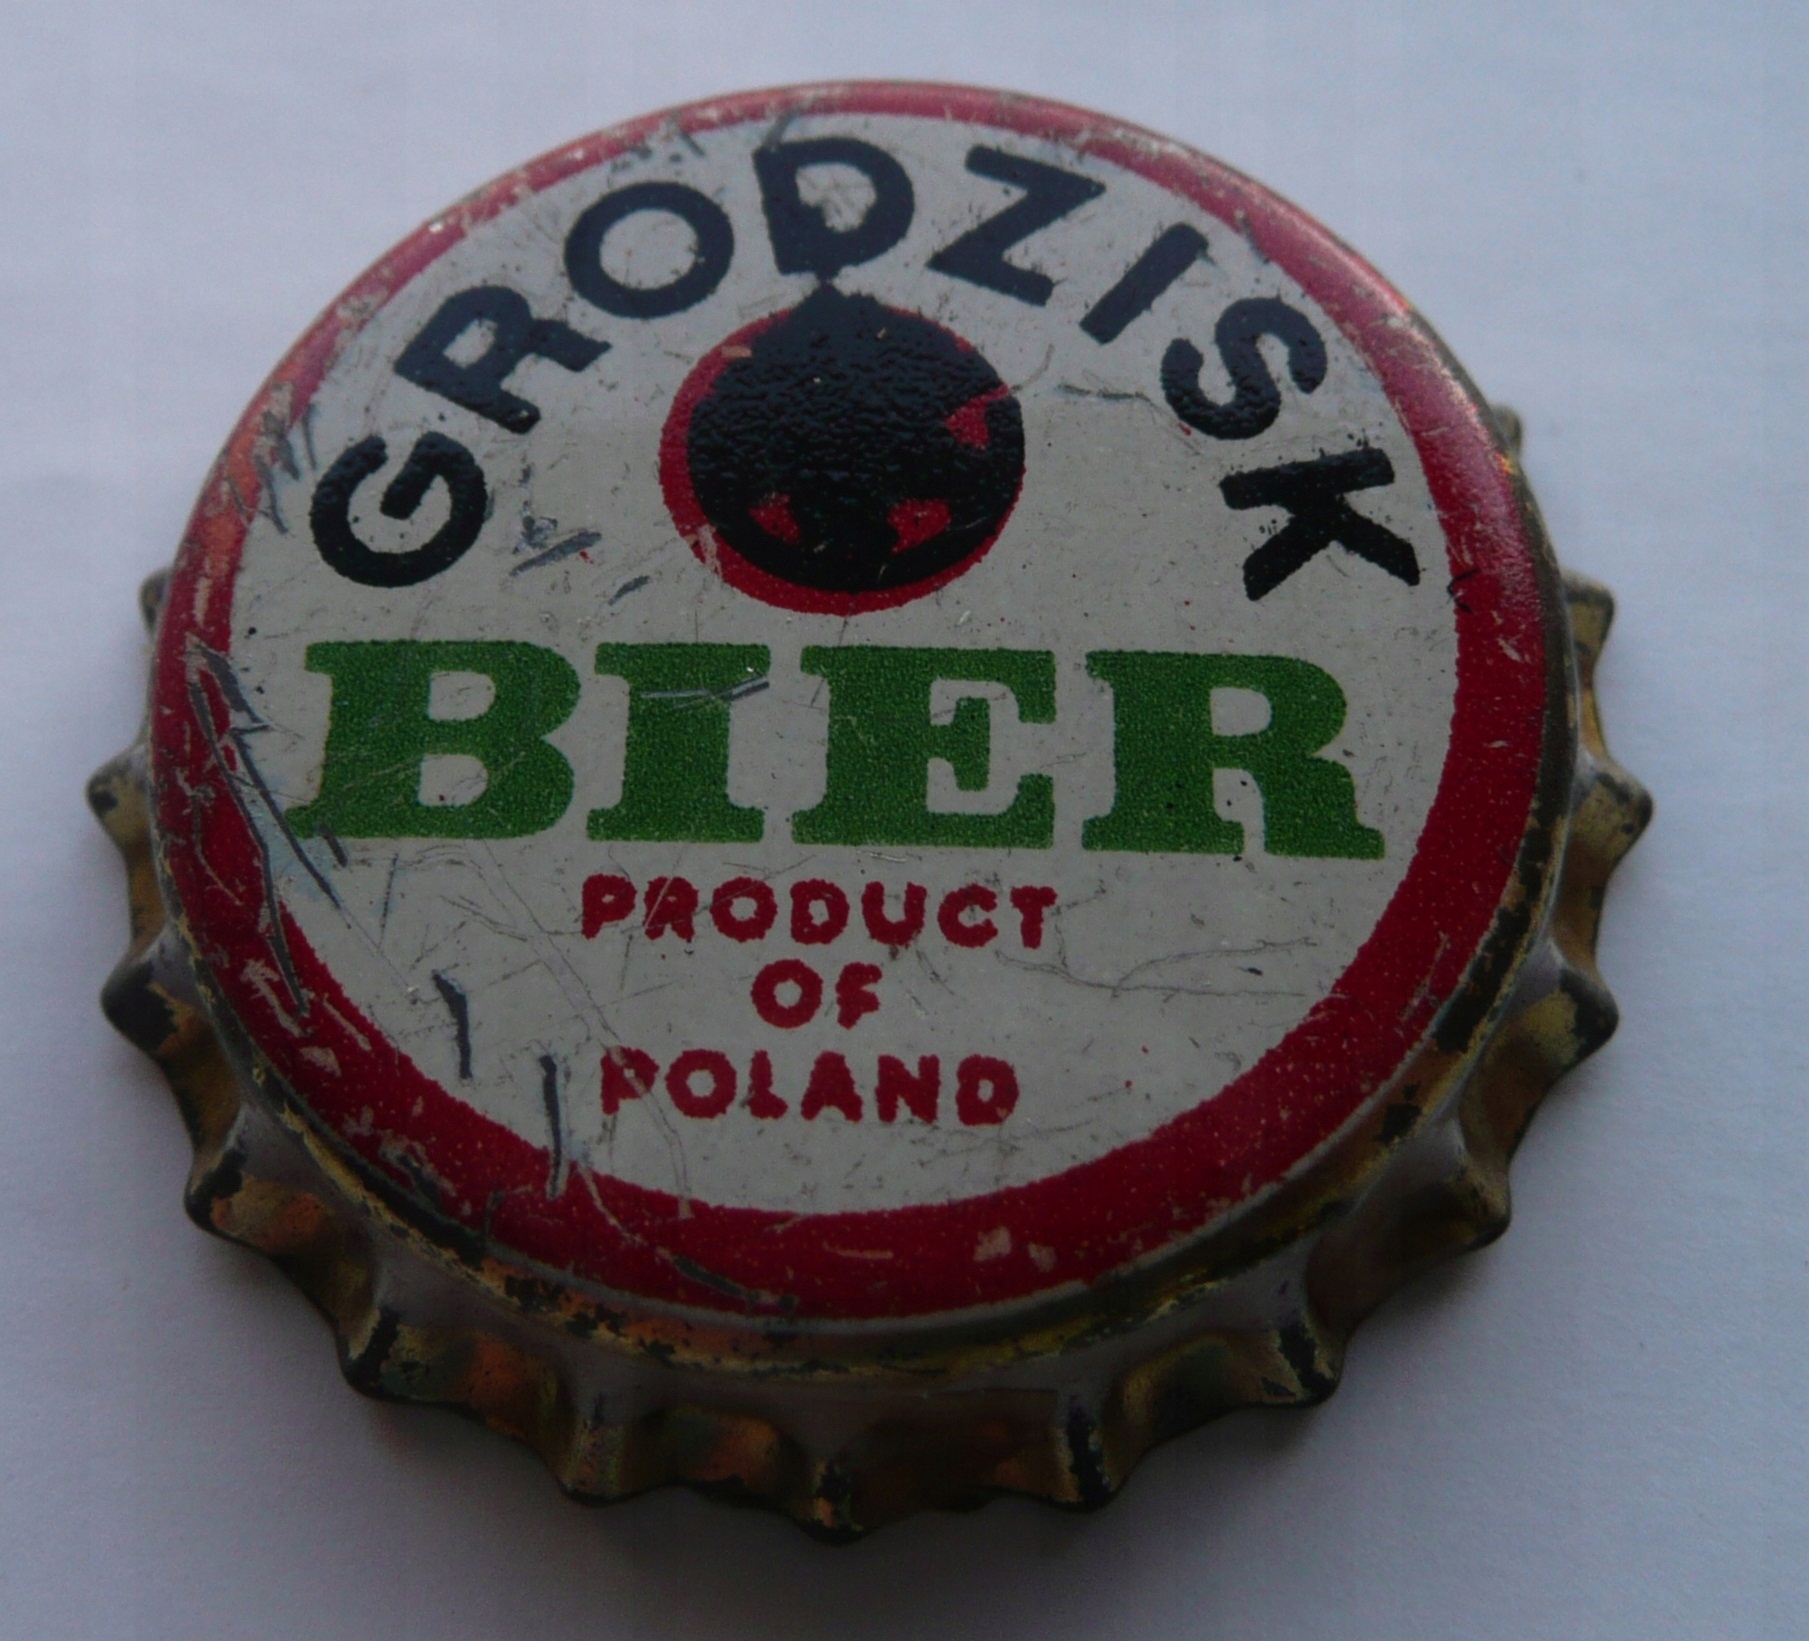 GRODZISK
BIER
PRODUCT
OF
POLAND